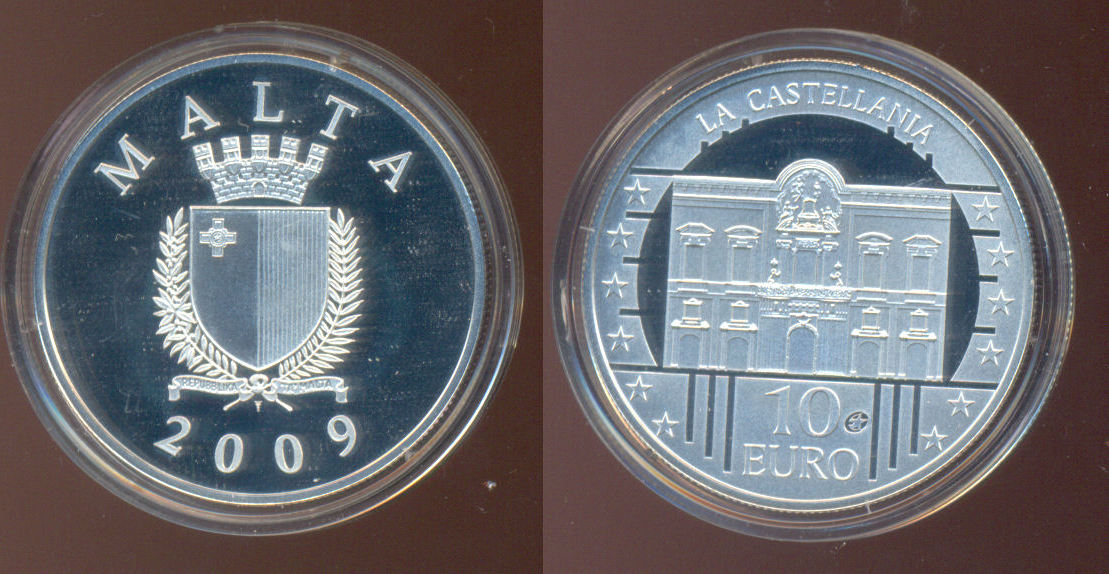 MALTA
REPUBBLIKA TA' MALTA
2009
LA CASTELLANIA
10
EURO